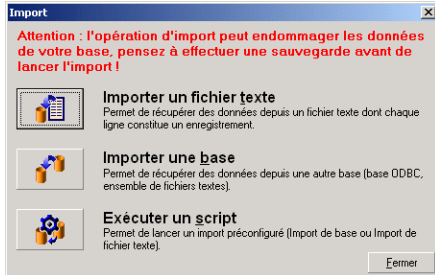 Import
Attention : l'opération d'import peut endommager les données
de votre base, pensez à effectuer une sauvegarde avant de
lancer l'import !
Importer un fichier texte
Permet de récupérer des données depuis un fichier texte dont chaque
ligne constitue un enregistrement.
Importer une base
Permet de récupérer des données depuis une autre base (base ODBC,
ensemble de fichiers textes).
Exécuter un script
Permet de lancer un import préconfiguré (Import de base ou Import de
fichier texte).
Fermer